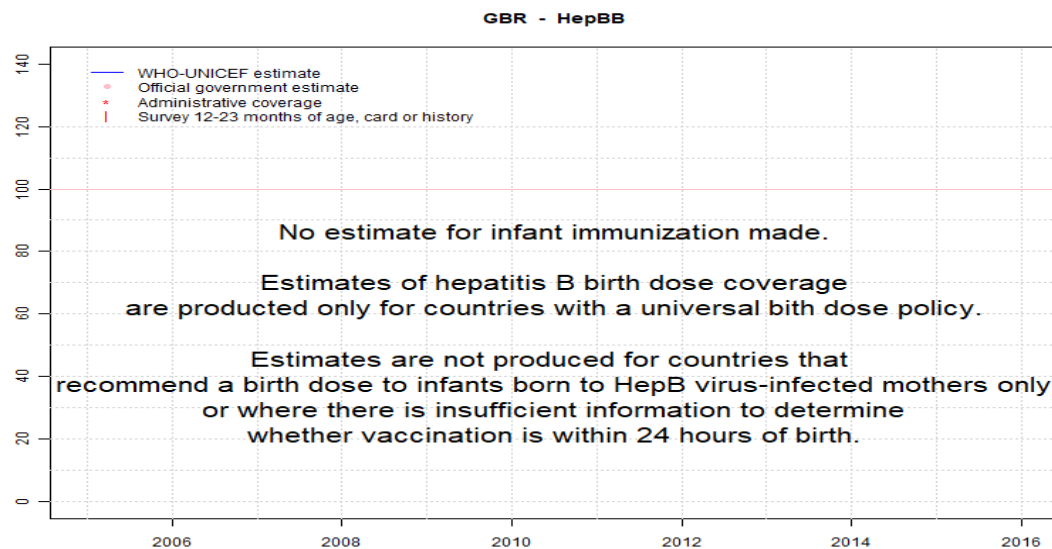 GBR - HepBB
WHO-UNICEF estimate
Official government estimate
Administrative coverage
Survey 12-23 months of age, card or history
140
120
100
80
60
40
20
0
No estimate for infant immunization made.
Estimates of hepatitis B birth dose coverage
are producted only for countries with a universal bith dose policy.
Estimates are not produced for countries that
recommend a birth dose to infants born to HepB virus-infected mothers only
or where there is insufficient information to determine
whether vaccination is within 24 hours of birth.
2006 2008 2010 2012 2014 2016